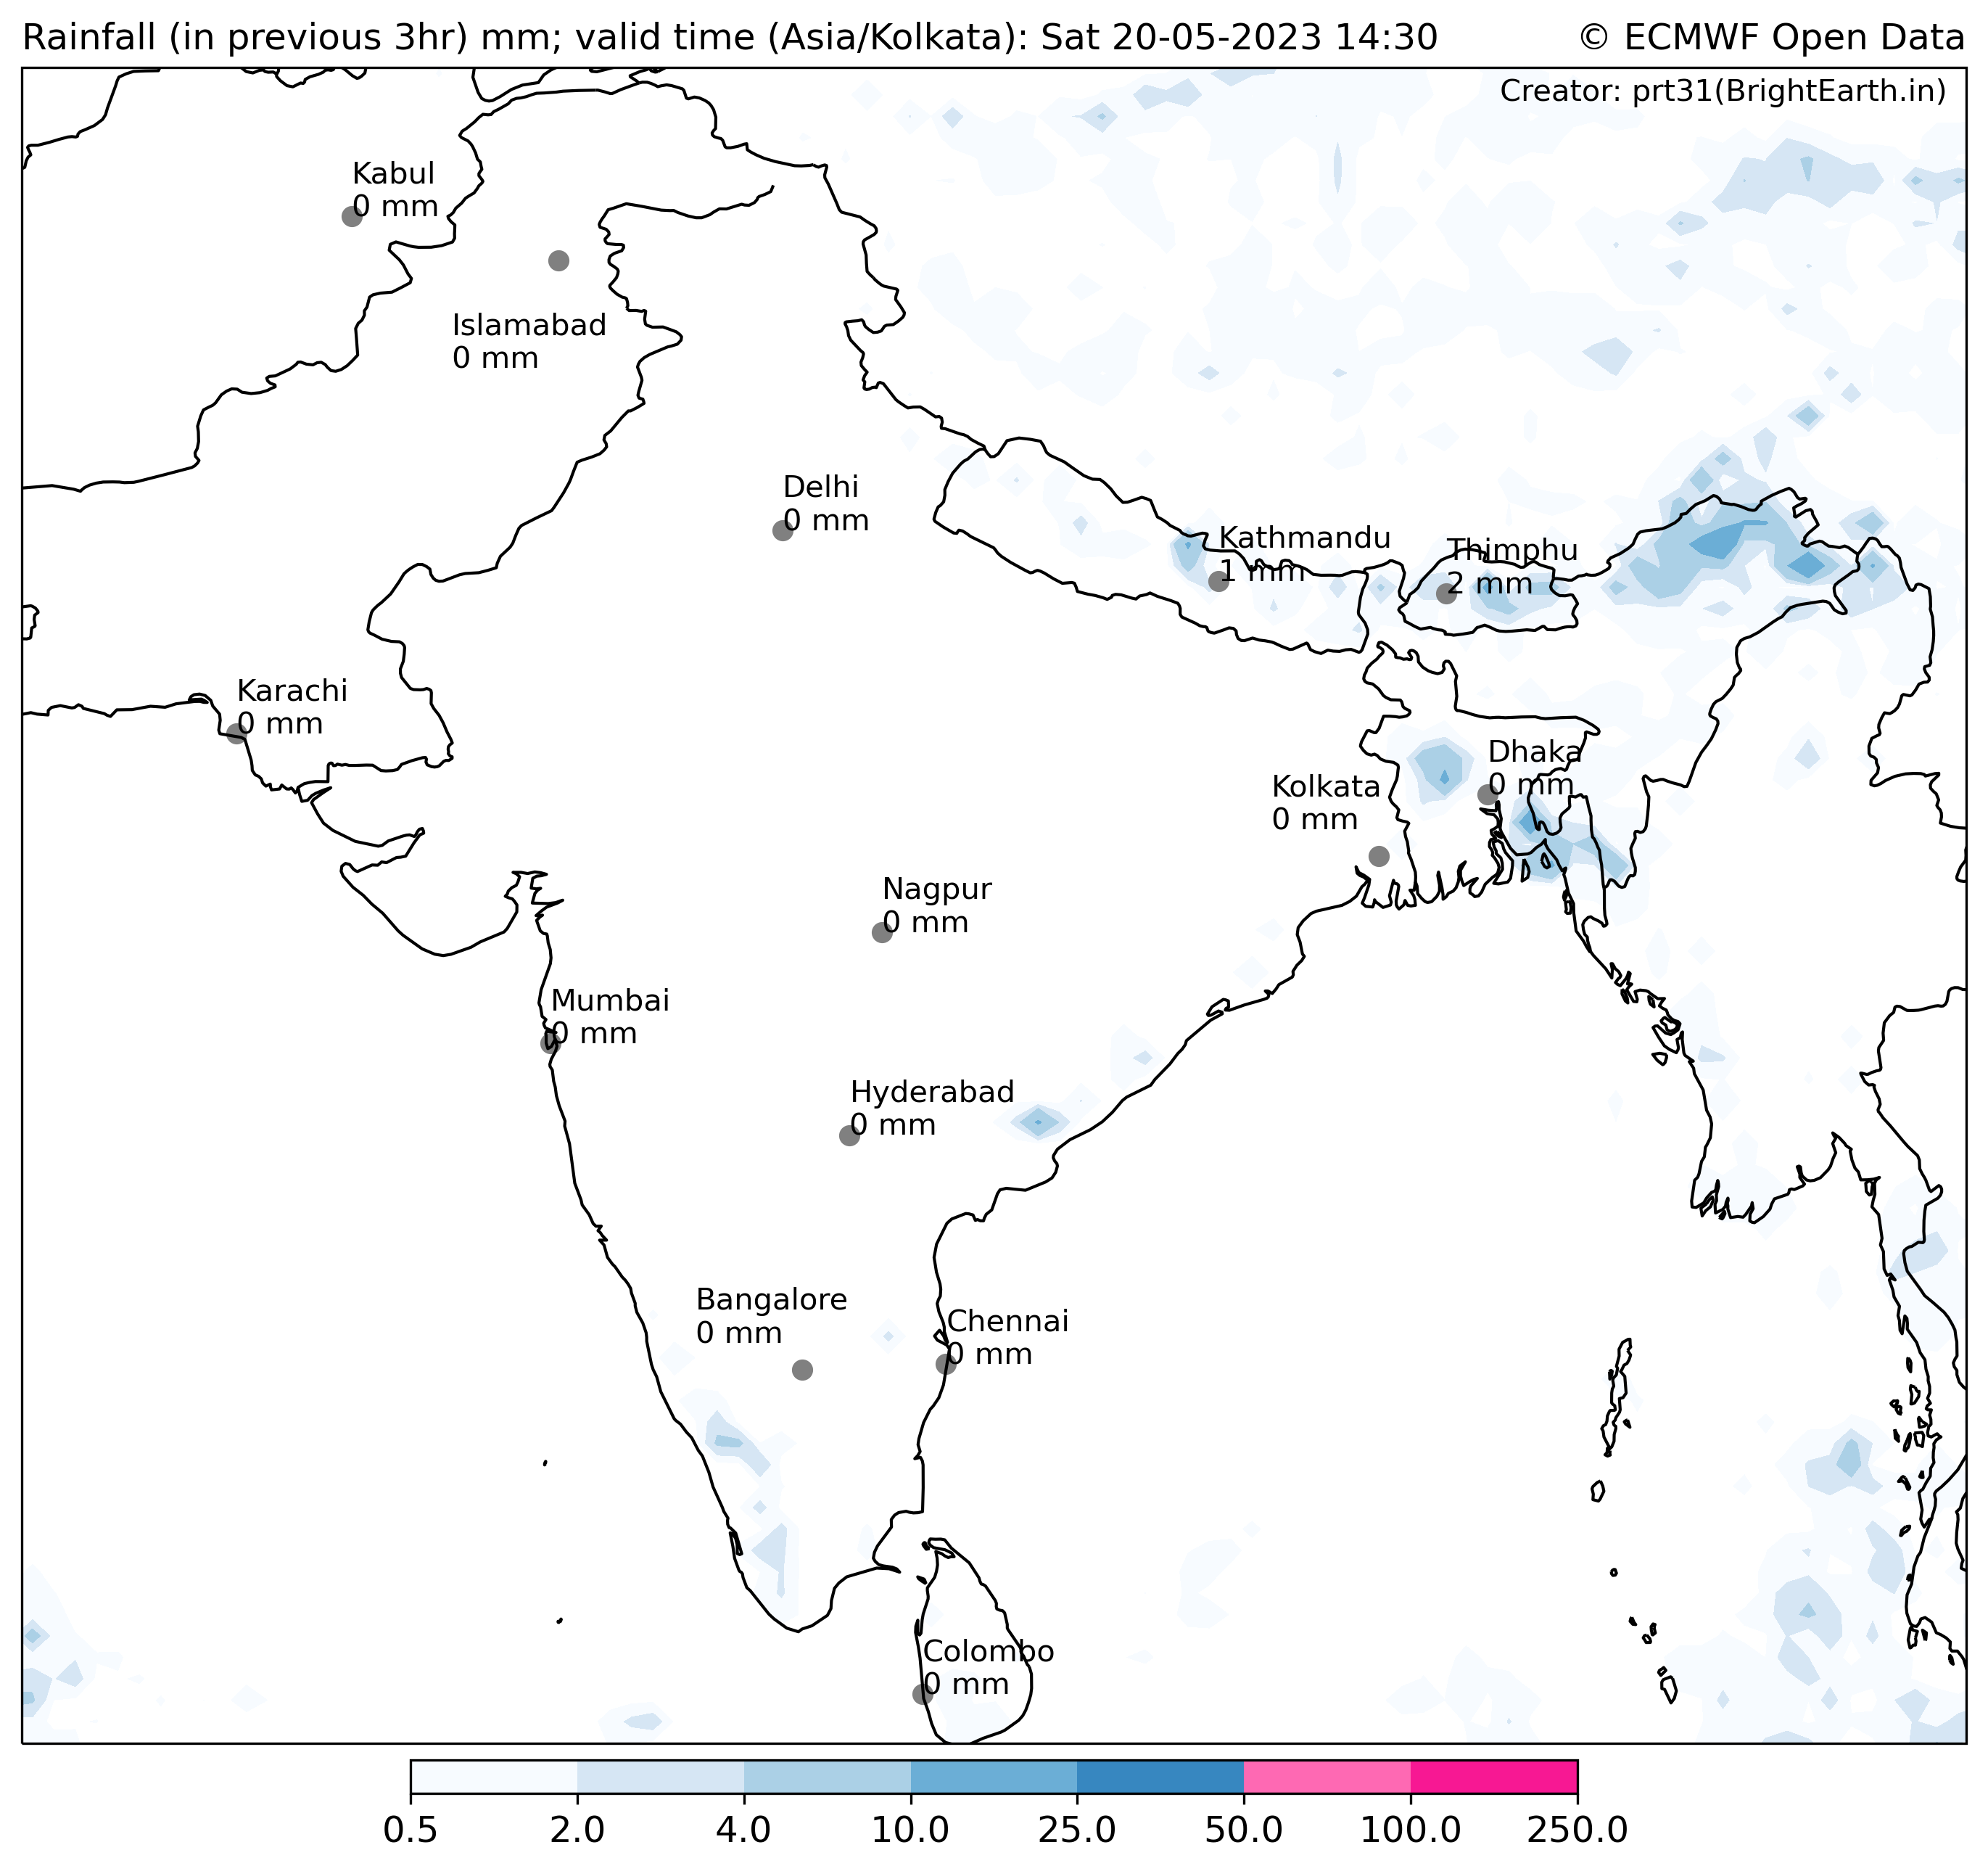 Rainfall (in previous 3hr) mm; valid time (Asia/Kolkata): Sat 20-05-2023 14:30
© ECMWF Open Data
Creator: prt31(BrightEarth.in)
Kabul
0 mm
Islamabad
0 mm
Delhi
0 mm
Kathmandu
1 mm
Thimphu
2 mm
Karachi
0 mm
Dhaka
0 mm
Kolkata
0 mm
Nagpur
0 mm
Mumbai
0 mm
Hyderabad
0 mm
Bangalore
0 mm
Chennai
0 mm
Colombo
0 mm
0.5 2.0 4.0 10.0 25.0 50.0 100.0 250.0